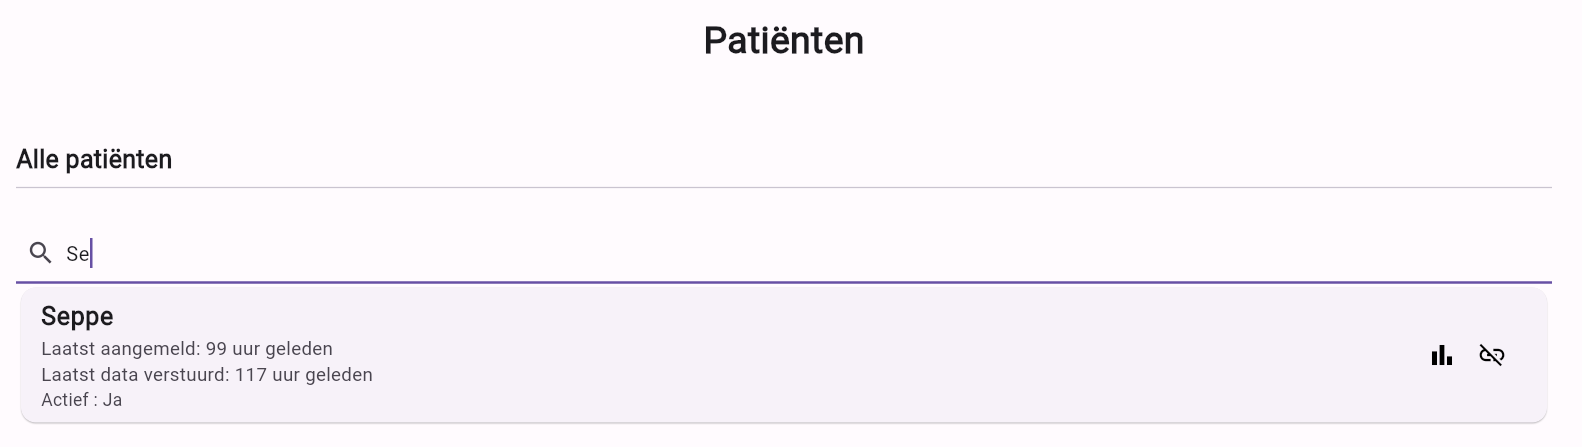 Patiënten
Alle patiënten
Se
Seppe
Laatst aangemeld: 99 uur geleden
Laatst data verstuurd: 117 uur geleden
Actief : Ja